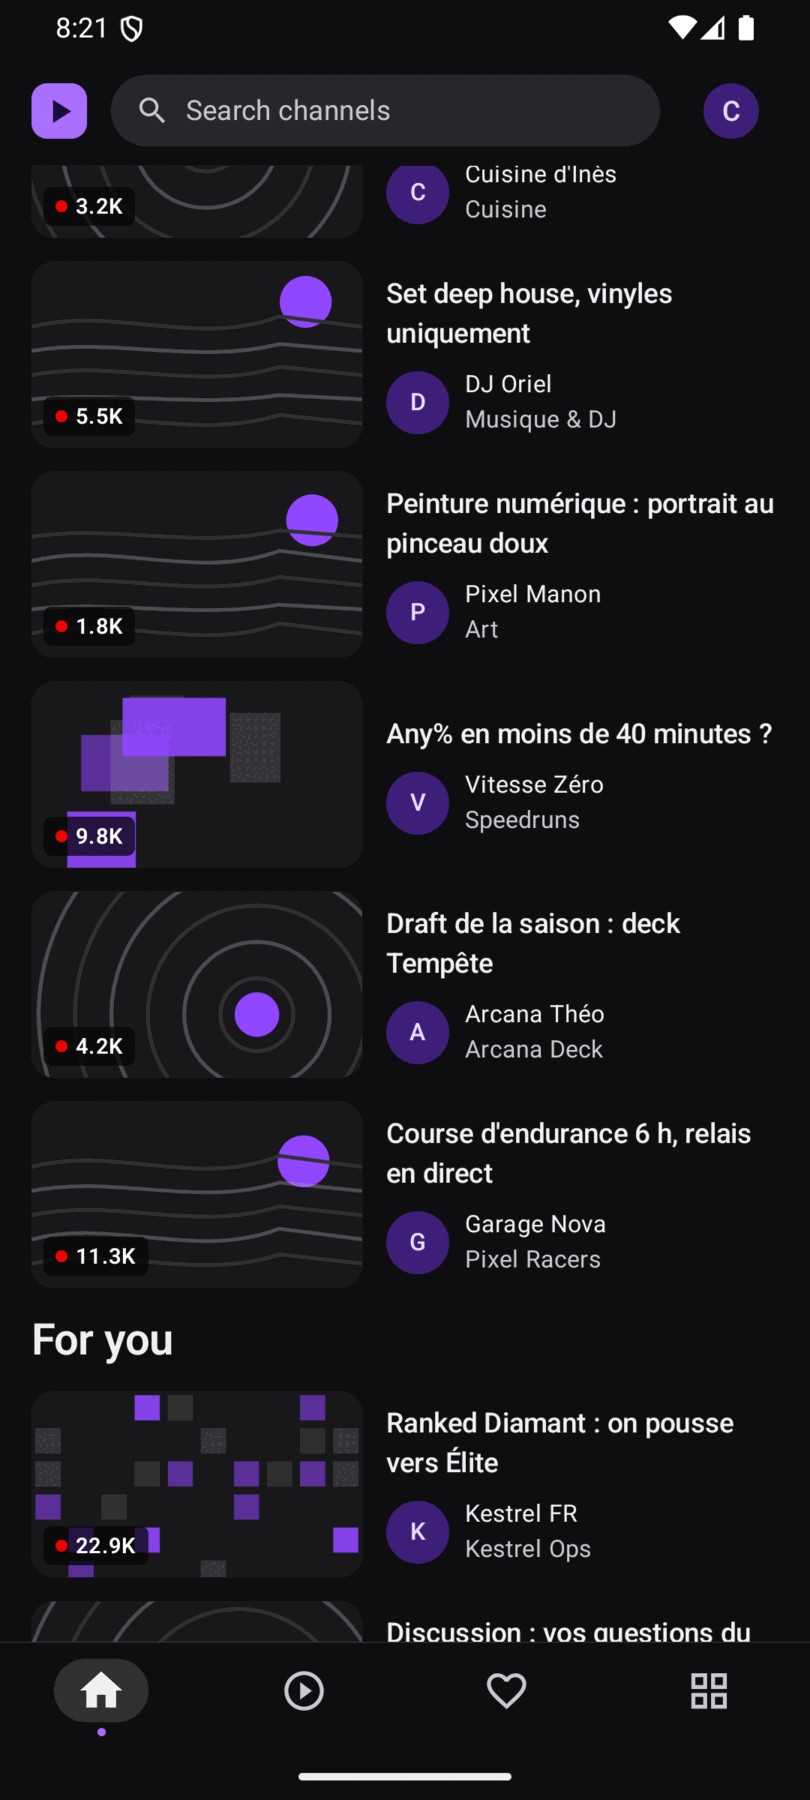 8:21
Search channels
C
3.2K
C
Cuisine d'Inès
Cuisine
Set deep house, vinyles
uniquement
5.5K
D
DJ Oriel
Musique & DJ
Peinture numérique : portrait au
pinceau doux
1.8K
P
Pixel Manon
Art
Any% en moins de 40 minutes ?
9.8K
V
Vitesse Zéro
Speedruns
Draft de la saison : deck
Tempête
4.2K
A
Arcana Théo
Arcana Deck
Course d'endurance 6 h, relais
en direct
11.3K
G
Garage Nova
Pixel Racers
For you
Ranked Diamant : on pousse
vers Élite
22.9K
K
Kestrel FR
Kestrel Ops
Discussion : vos questions du